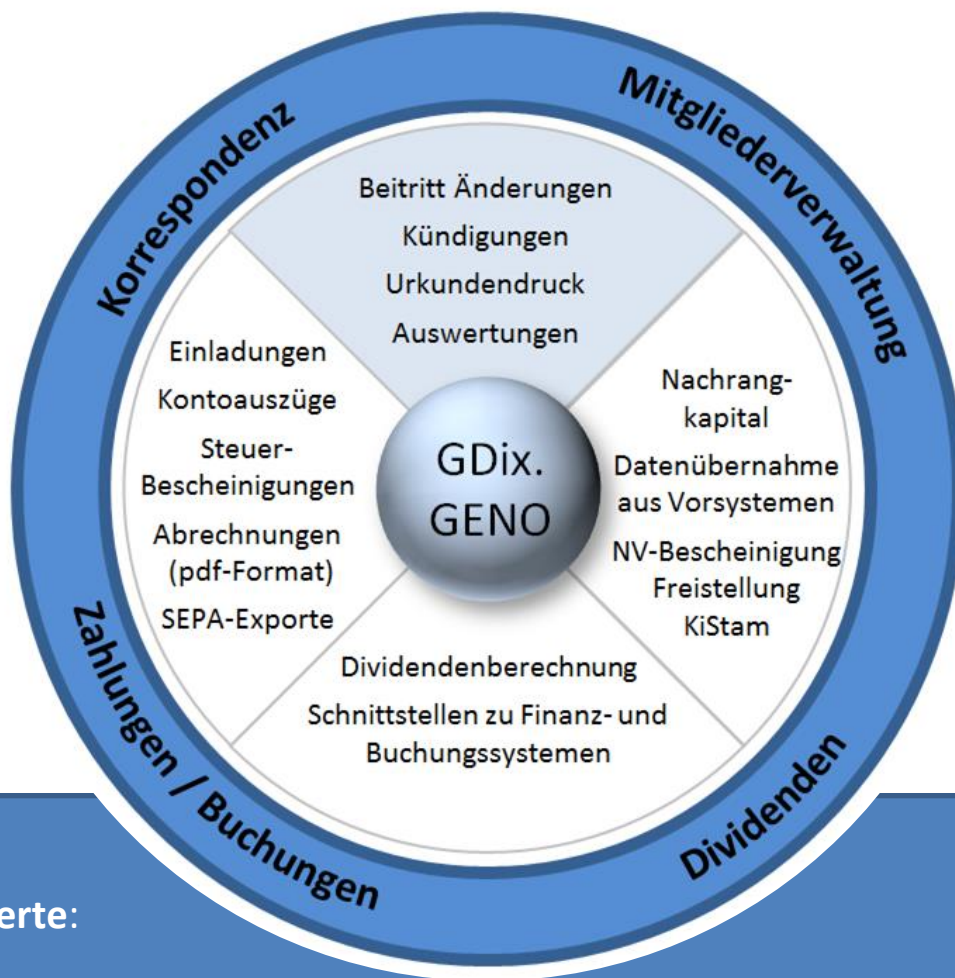 Korrespondenz
Mitgliederverwaltung
Beitritt Änderungen
Kündigungen
Urkundendruck
Auswertungen
Einladungen
Kontoauszüge
Steuer-
Bescheinigungen
Abrechnungen
(pdf-Format)
SEPA-Exporte
GDix.
GENO
Nachrang-
kapital
Datenübernahme
aus Vorsystemen
NV-Bescheinigung
Freistellung
KiStam
Dividendenberechnung
Schnittstellen zu Finanz- und
Buchungssystemen
Zahlungen / Buchungen
Dividenden
erte: